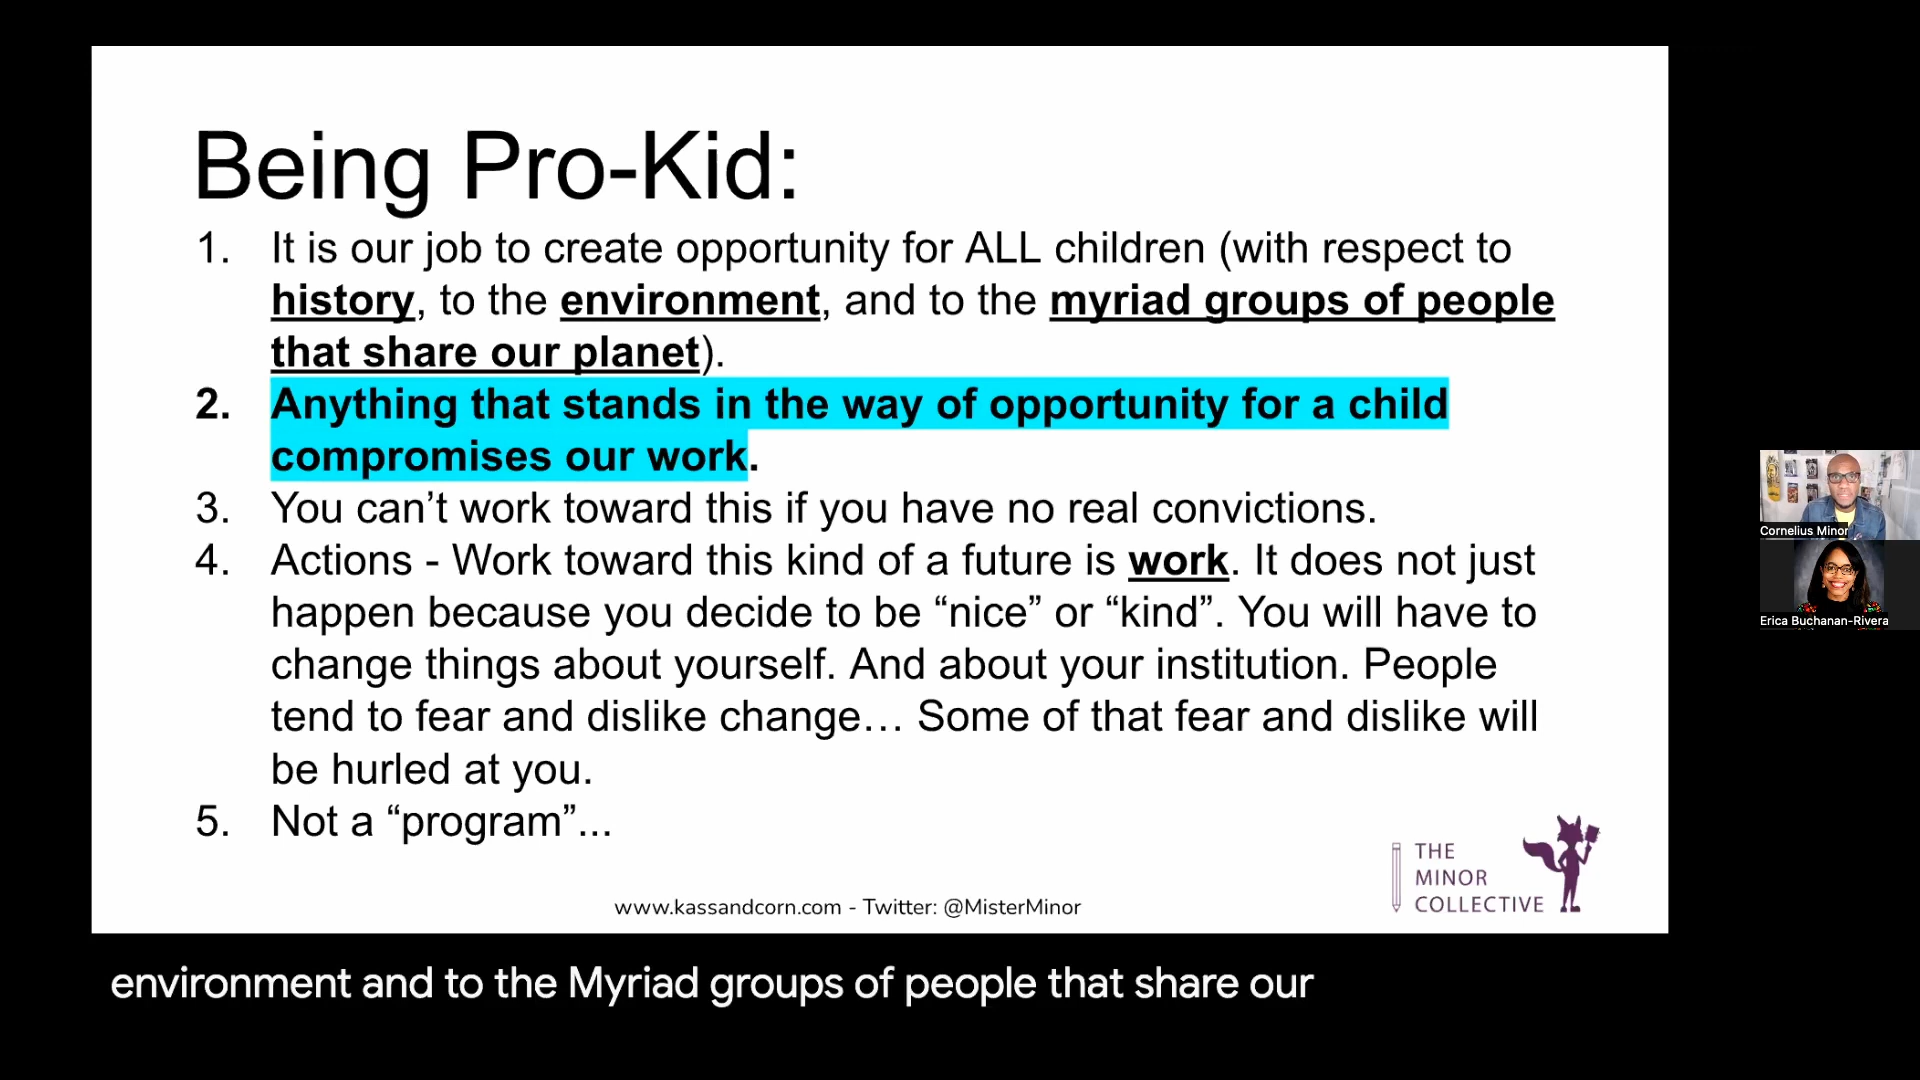 Being Pro-Kid:
1. It is our job to create opportunity for ALL children (with respect to
history, to the environment, and to the myriad groups of people
that share our planet).
2. Anything that stands in the way of opportunity for a child
compromises our work.
3. You can’t work toward this if you have no real convictions.
4. Actions - Work toward this kind of a future is work. It does not just
happen because you decide to be “nice” or “kind”. You will have to
change things about yourself. And about your institution. People
tend to fear and dislike change… Some of that fear and dislike will
be hurled at you.
5. Not a “program”...
THE
MINOR
COLLECTIVE
www.kassandcorn.com - Twitter: @MisterMinor
Cornelius Minor
Erica Buchanan-Rivera
environment and to the Myriad groups of people that share our